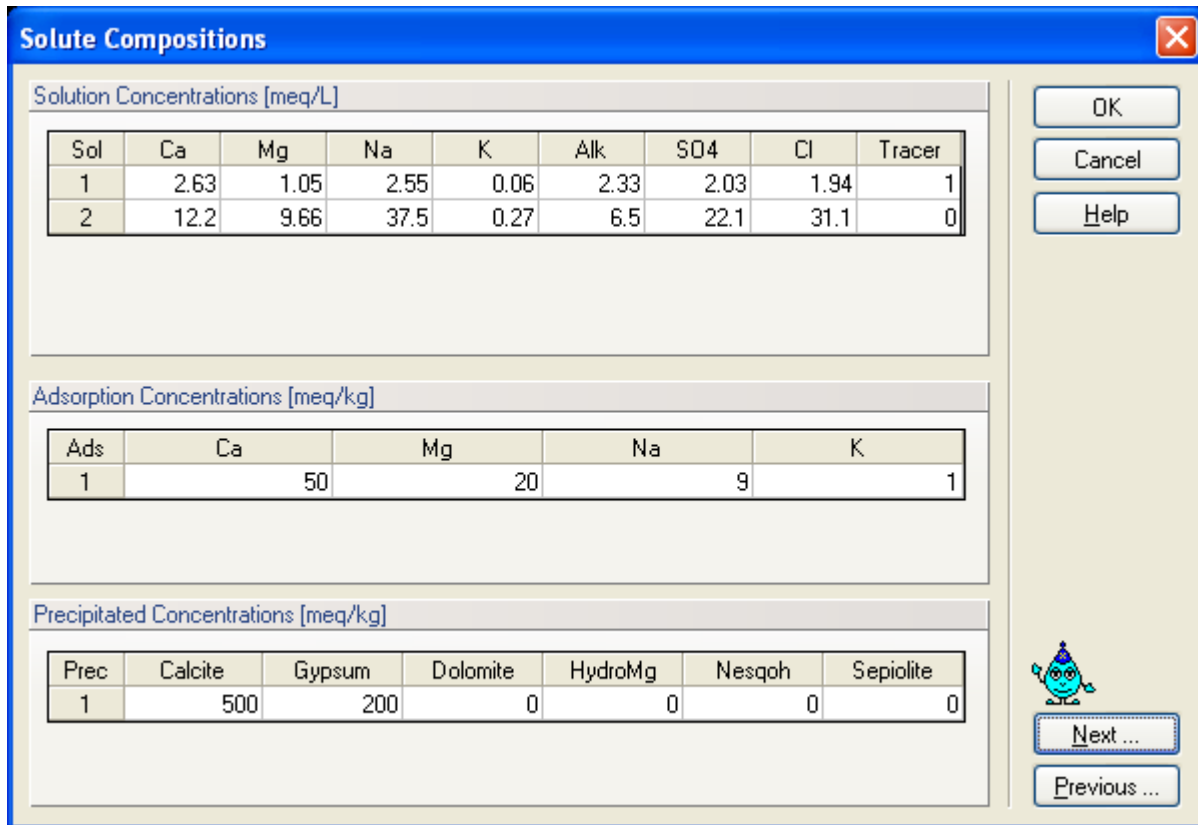 Solute Compositions
Solution Concentrations [meq/L]
Sol Ca Mg Na K Alk SO4 Cl Tracer
1 2.63 1.05 2.55 0.06 2.33 2.03 1.94 1
2 12.2 9.66 37.5 0.27 6.5 22.1 31.1 0
Adsorption Concentrations [meq/kg]
Ads Ca Mg Na K
1 50 20 9 1
Precipitated Concentrations [meq/kg]
Prec Calcite Gypsum Dolomite HydroMg Nesqoh Sepiolite
1 500 200 0 0 0 0
OK
Cancel
Help
Next ...
Previous ...